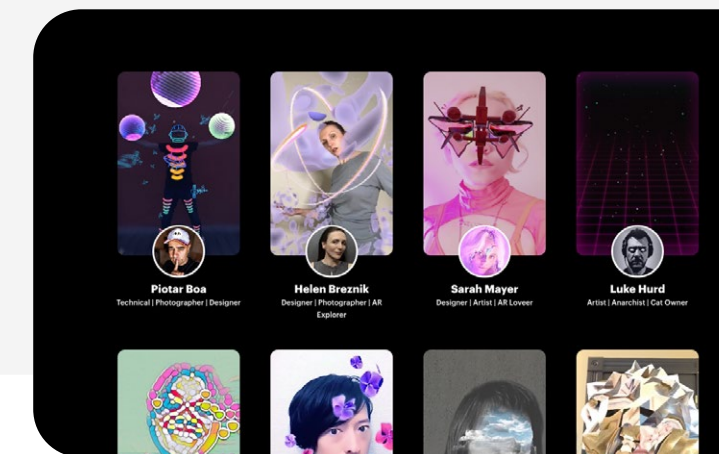 Piotar Boa
Technical | Photographer | Designer
Helen Breznik
Designer | Photographer | AR
Explorer
Sarah Mayer
Designer | Artist | AR Loveer
Luke Hurd
Artist | Anarchist | Cat Owner